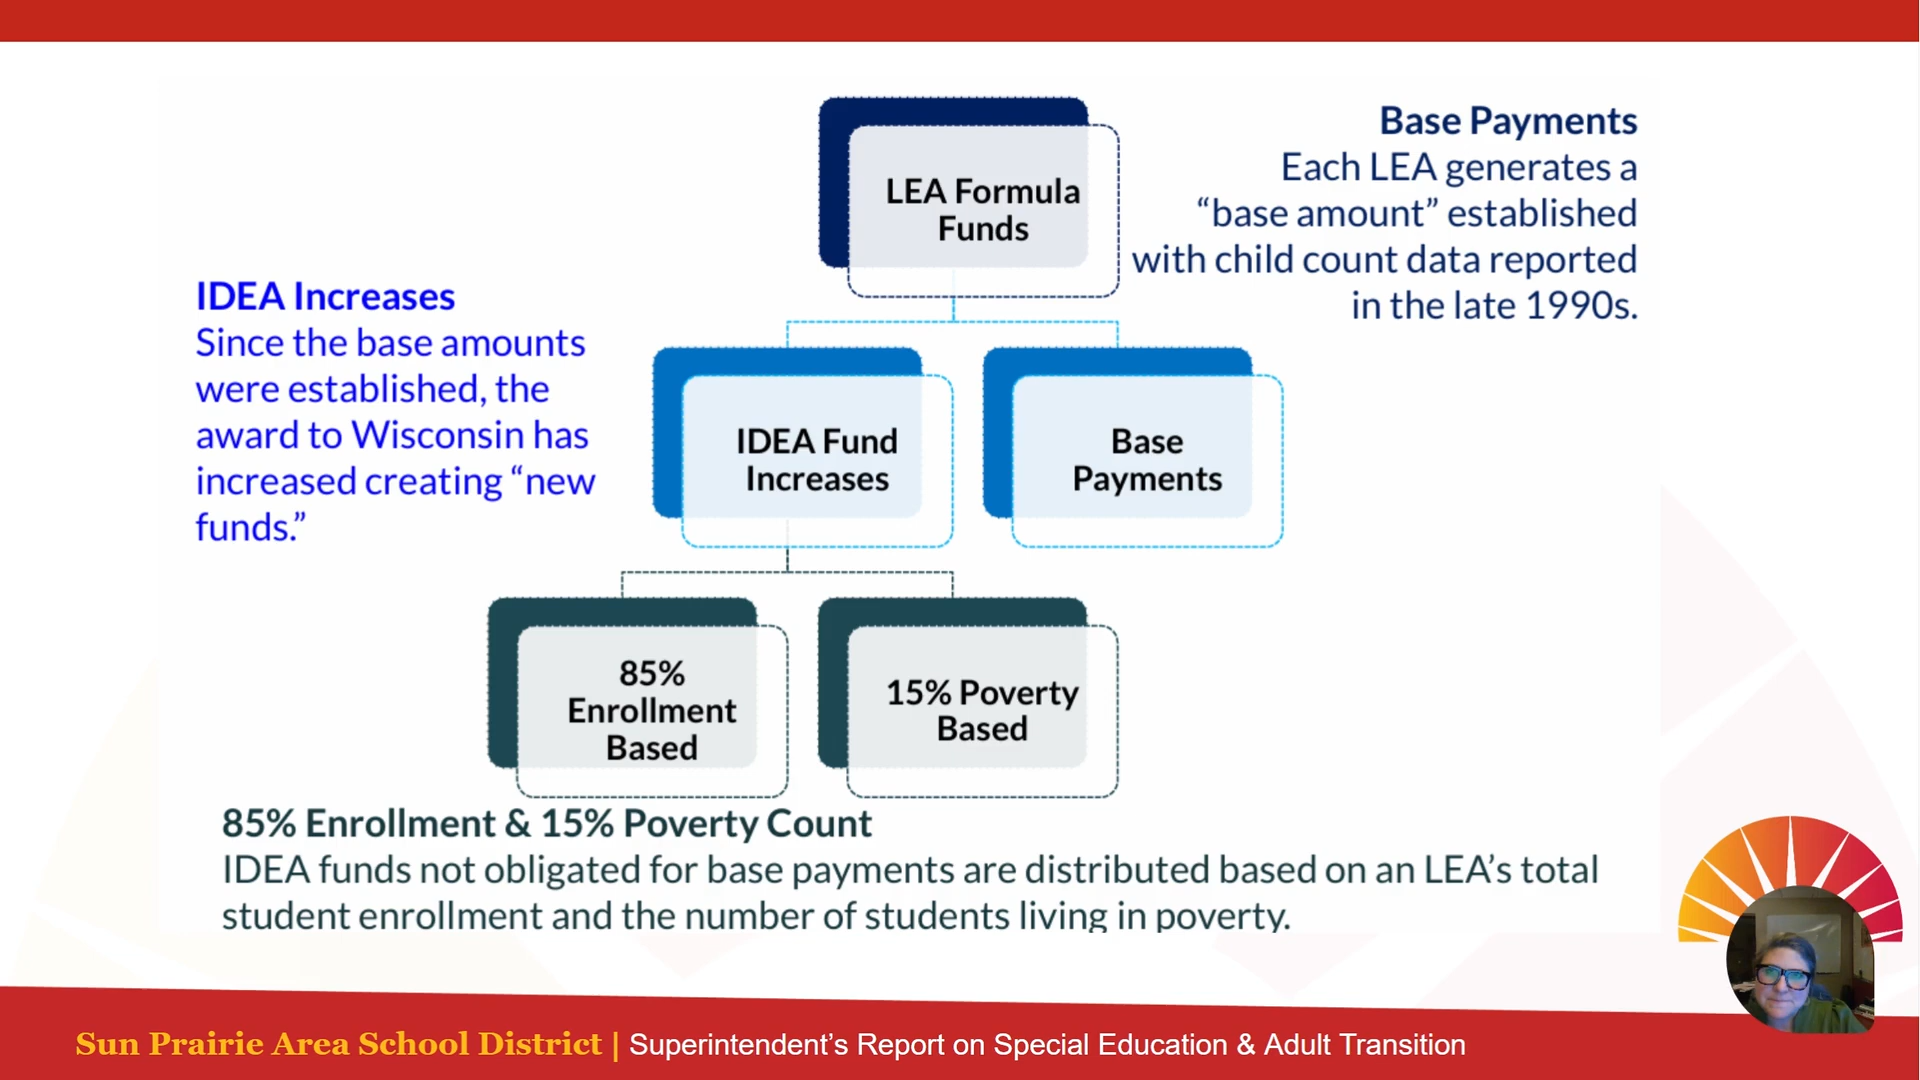 LEA Formula
Funds
Base Payments
Each LEA generates a
“base amount” established
with child count data reported
in the late 1990s.
IDEA Increases
Since the base amounts
were established, the
award to Wisconsin has
increased creating “new
funds.”
IDEA Fund
Increases
Base
Payments
85%
Enrollment
Based
15% Poverty
Based
85% Enrollment & 15% Poverty Count
IDEA funds not obligated for base payments are distributed based on an LEA’s total
student enrollment and the number of students living in poverty.
Sun Prairie Area School District | Superintendent’s Report on Special Education & Adult Transition